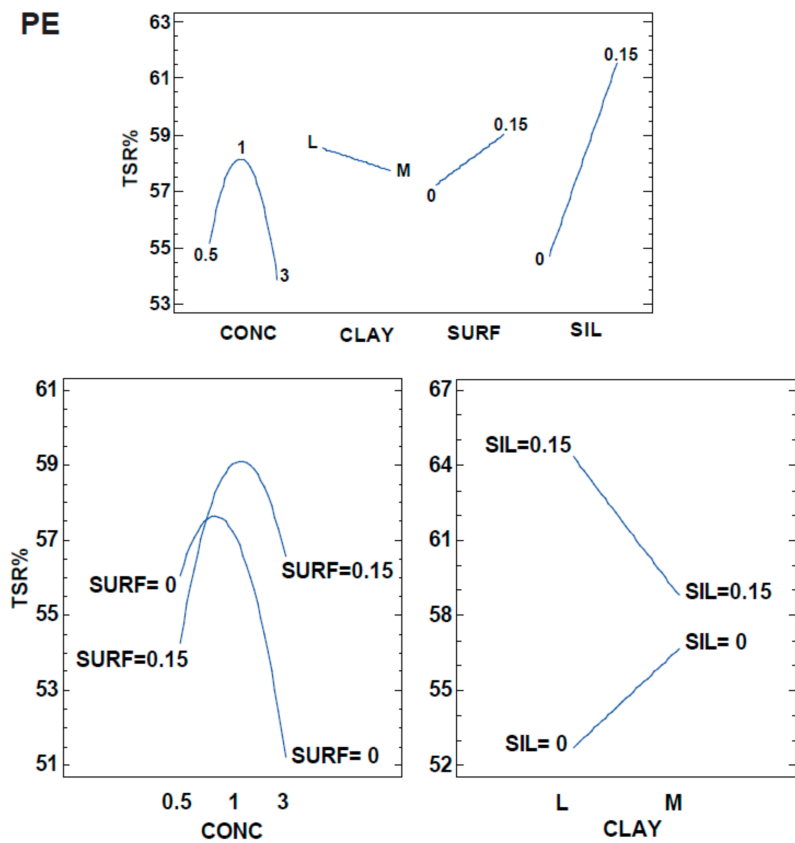 PE
63
61
59
57
55
53
TSR%
0.5
1
3
L
M
0
0.15
0
0.15
CONC CLAY SURF SIL
61
59
57
55
53
51
TSR%
SURF= 0
SURF=0.15
SURF=0.15
SURF= 0
0.5 1 3
CONC
67
64
61
58
55
52
SIL=0.15
SIL=0.15
SIL= 0
SIL= 0
L M
CLAY